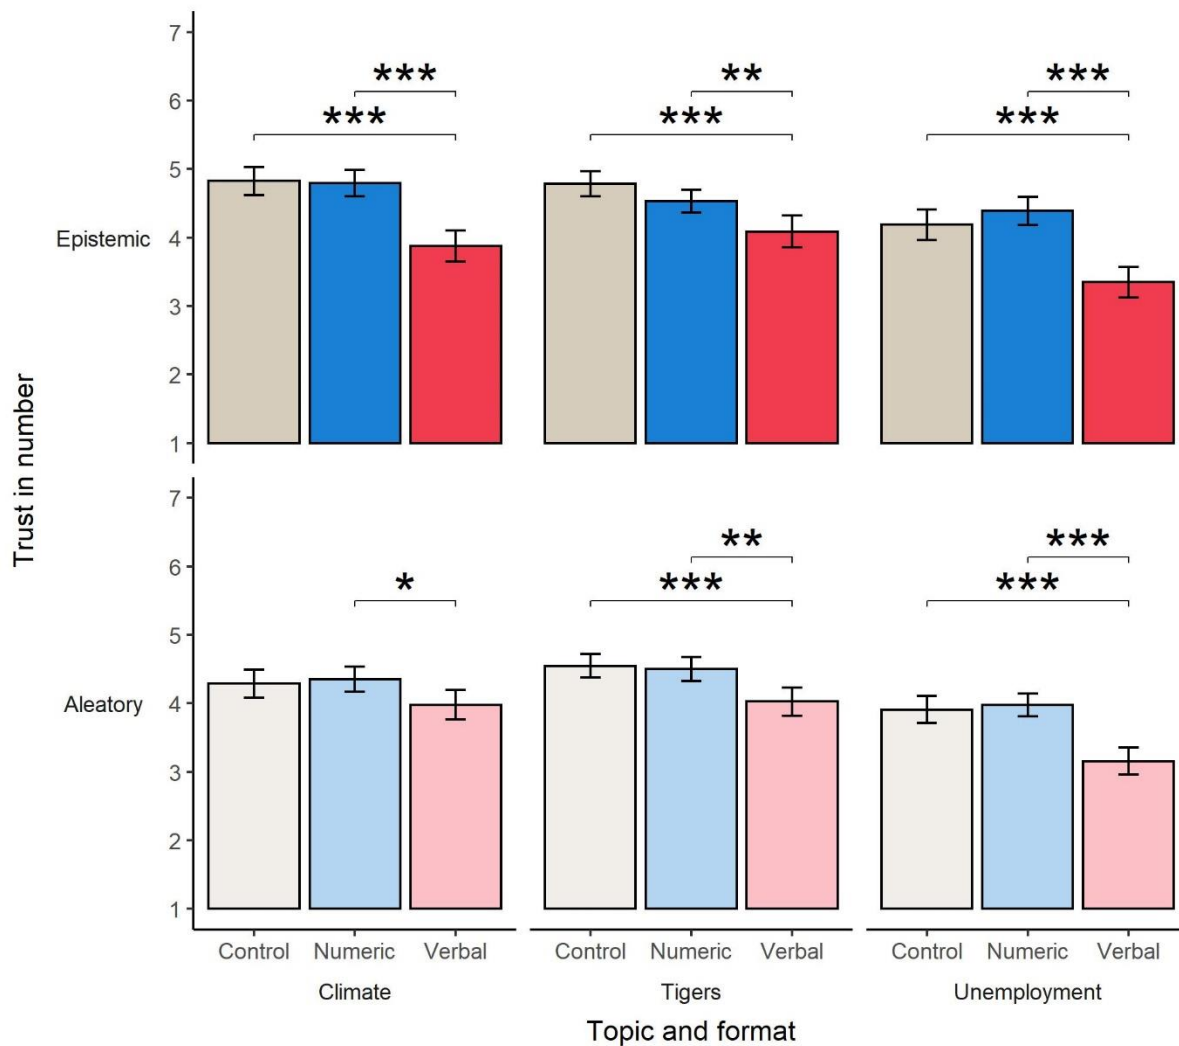 7
*** ** ***
6
*** *** ***
5
Epistemic
4
3
2
1
Trust in number
7
6
** ***
* *** ***
5
Aleatory
4
3
2
1
Control Numeric Verbal Control Numeric Verbal Control Numeric Verbal
Climate Tigers Unemployment
Topic and format